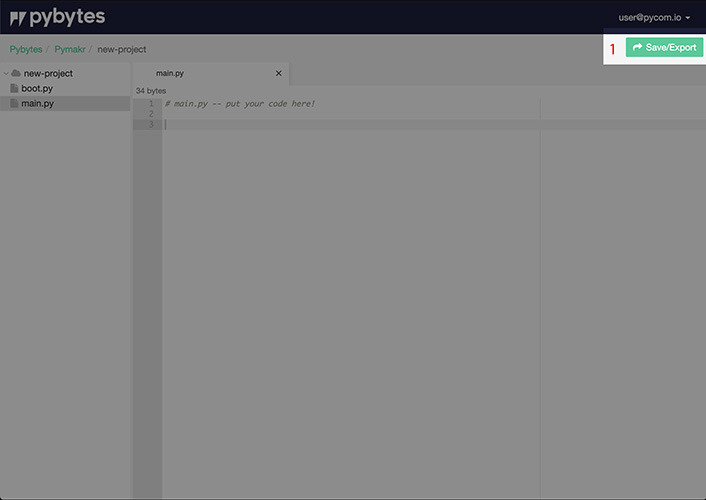 pybytes
user@pycom.io
Pybytes / Pymakr / new-project
1
Save/Export
new-project
boot.py
main.py
main.py
34 bytes
1 # main.py -- put your code here!
2
3